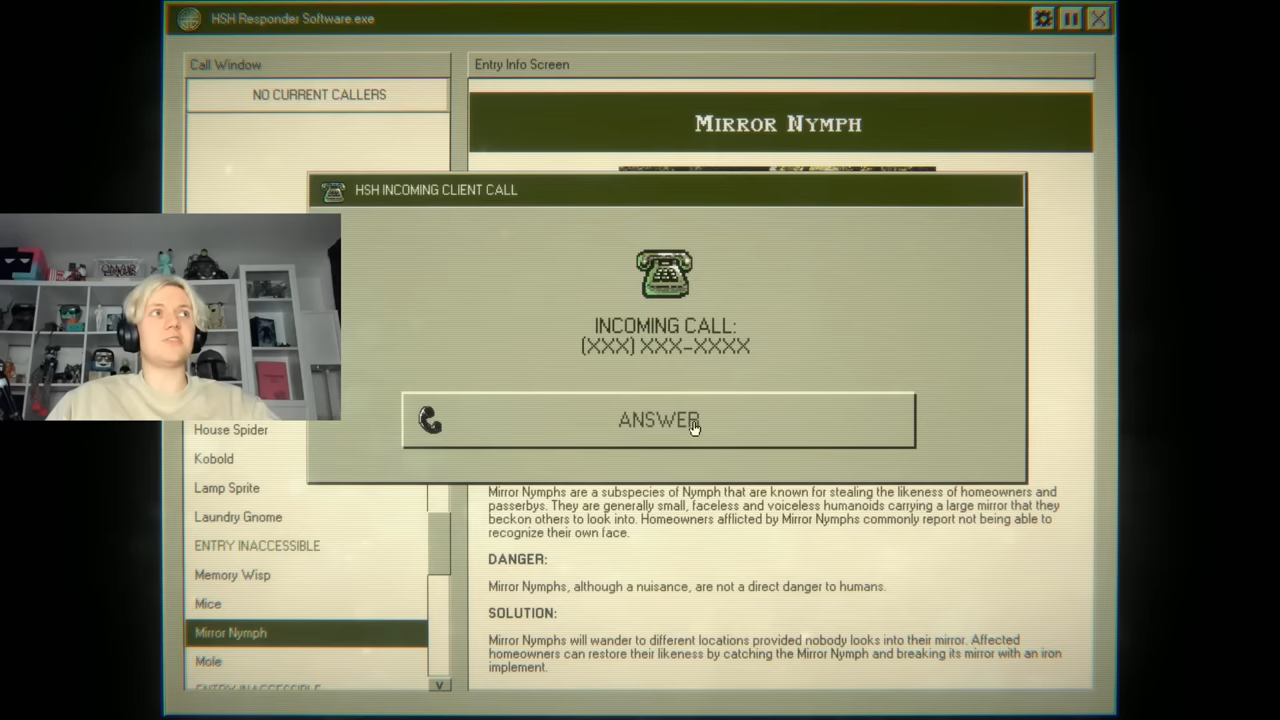 HSH Responder Software.exe
Call Window
Entry Info Screen
NO CURRENT CALLERS
MIRROR NYMPH
HSH INCOMING CLIENT CALL
INCOMING CALL:
(XXX) XXX-XXXX
ANSWER
House Spider
Kobold
Lamp Sprite
Laundry Gnome
ENTRY INACCESSIBLE
Memory Wisp
Mice
Mirror Nymph
Mole
ENTRY INACCESSIBLE
Mirror Nymphs are a subspecies of Nymph that are known for stealing the likeness of homeowners and
passerbys. They are generally small, faceless and voiceless humanoids carrying a large mirror that they
beckon others to look into. Homeowners afflicted by Mirror Nymphs commonly report not being able to
recognize their own face.
DANGER:
Mirror Nymphs, although a nuisance, are not a direct danger to humans.
SOLUTION:
Mirror Nymphs will wander to different locations provided nobody looks into their mirror. Affected
homeowners can restore their likeness by catching the Mirror Nymph and breaking its mirror with an iron
implement.